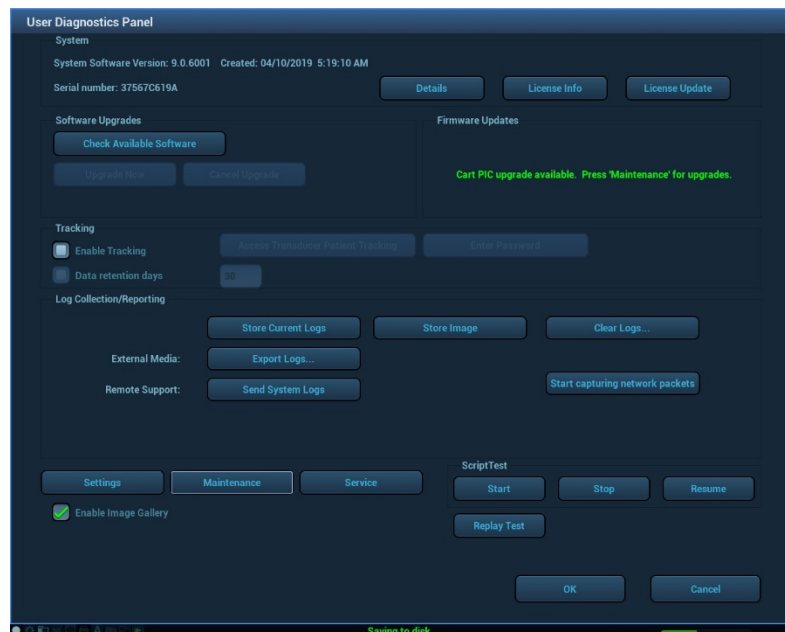 User Diagnostics Panel
System
System Software Version: 9.0.6001 Created: 04/10/2019 5:19:10 AM
Serial number: 37567C619A
Details
License Info
License Update
Software Upgrades
Check Available Software
Upgrade Now
Cancel Upgrade
Firmware Updates
Cart PIC upgrade available. Press 'Maintenance' for upgrades.
Tracking
Enable Tracking
Access Transducer Patient Tracking
Enter Password
Data retention days
30
Log Collection/Reporting
Store Current Logs
Store Image
Clear Logs...
External Media:
Export Logs...
Remote Support:
Send System Logs
Start capturing network packets
Settings
Maintenance
Service
Enable Image Gallery
ScriptTest
Start
Stop
Resume
Replay Test
OK
Cancel
Saving to disk